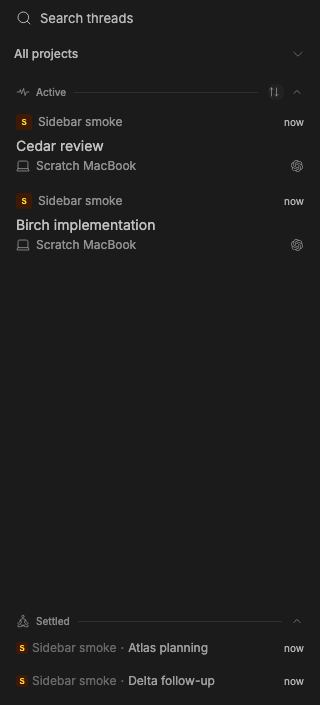 Search threads
All projects
Active
S Sidebar smoke now
Cedar review
Scratch MacBook
S Sidebar smoke now
Birch implementation
Scratch MacBook
Settled
S Sidebar smoke · Atlas planning now
S Sidebar smoke · Delta follow-up now